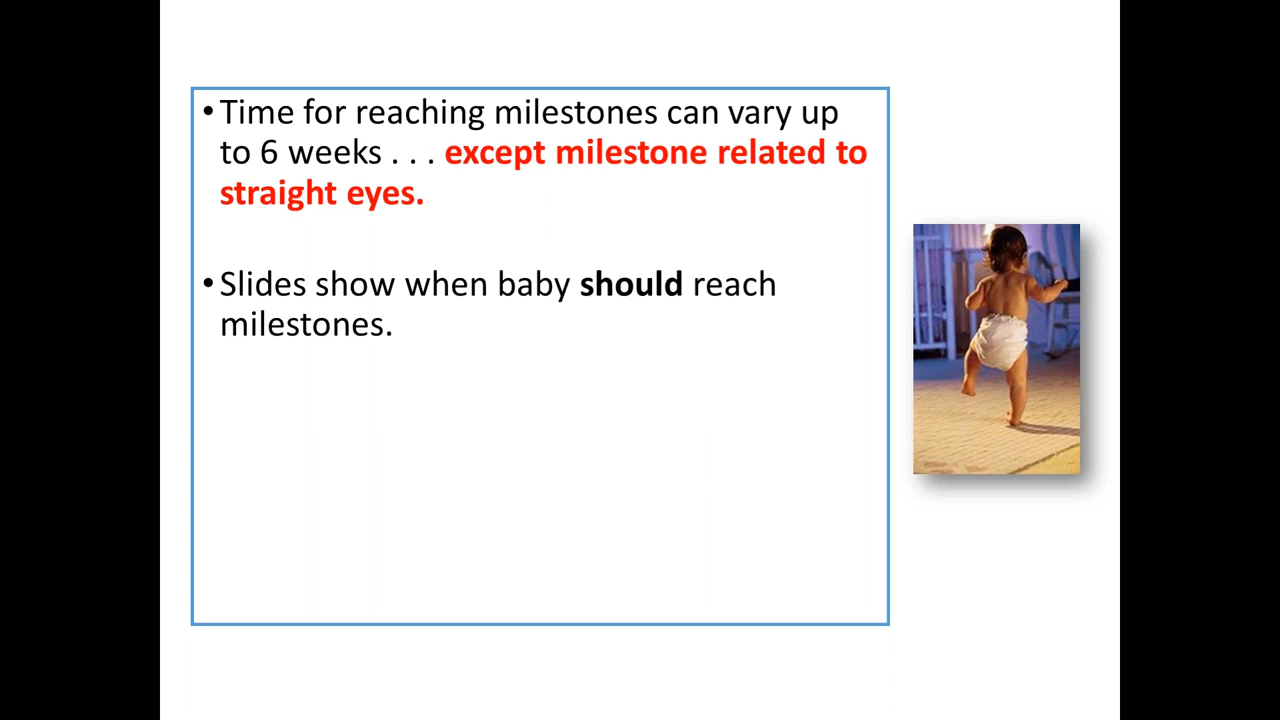 •Time for reaching milestones can vary up
to 6 weeks . . . except milestone related to
straight eyes.
•Slides show when baby should reach
milestones.